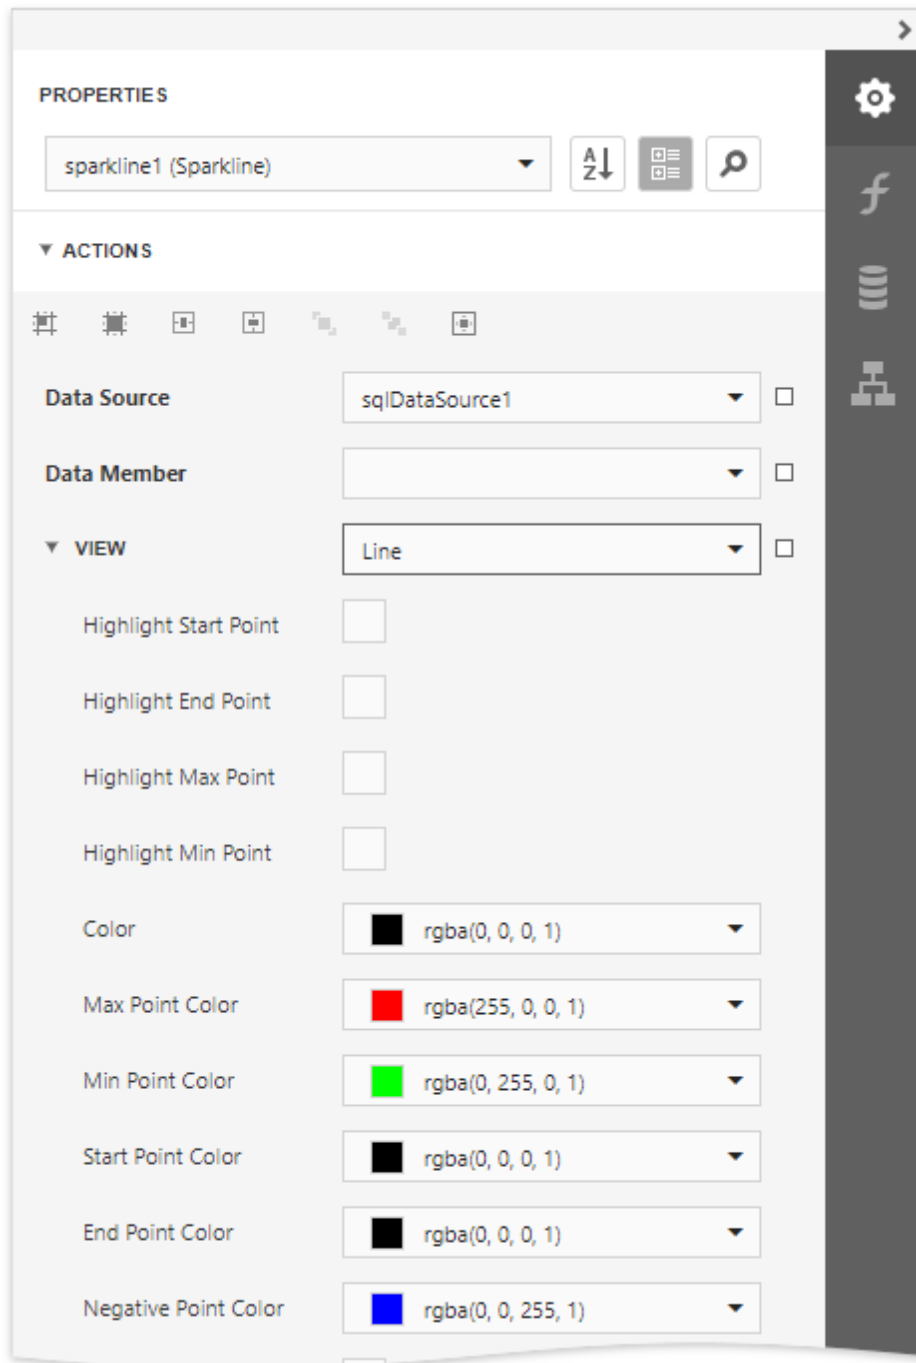 PROPERTIES
sparkline1 (Sparkline)
A
Z
ACTIONS
Data Source sqlDataSource1
Data Member
VIEW Line
Highlight Start Point
Highlight End Point
Highlight Max Point
Highlight Min Point
Color rgba(0, 0, 0, 1)
Max Point Color rgba(255, 0, 0, 1)
Min Point Color rgba(0, 255, 0, 1)
Start Point Color rgba(0, 0, 0, 1)
End Point Color rgba(0, 0, 0, 1)
Negative Point Color rgba(0, 0, 255, 1)